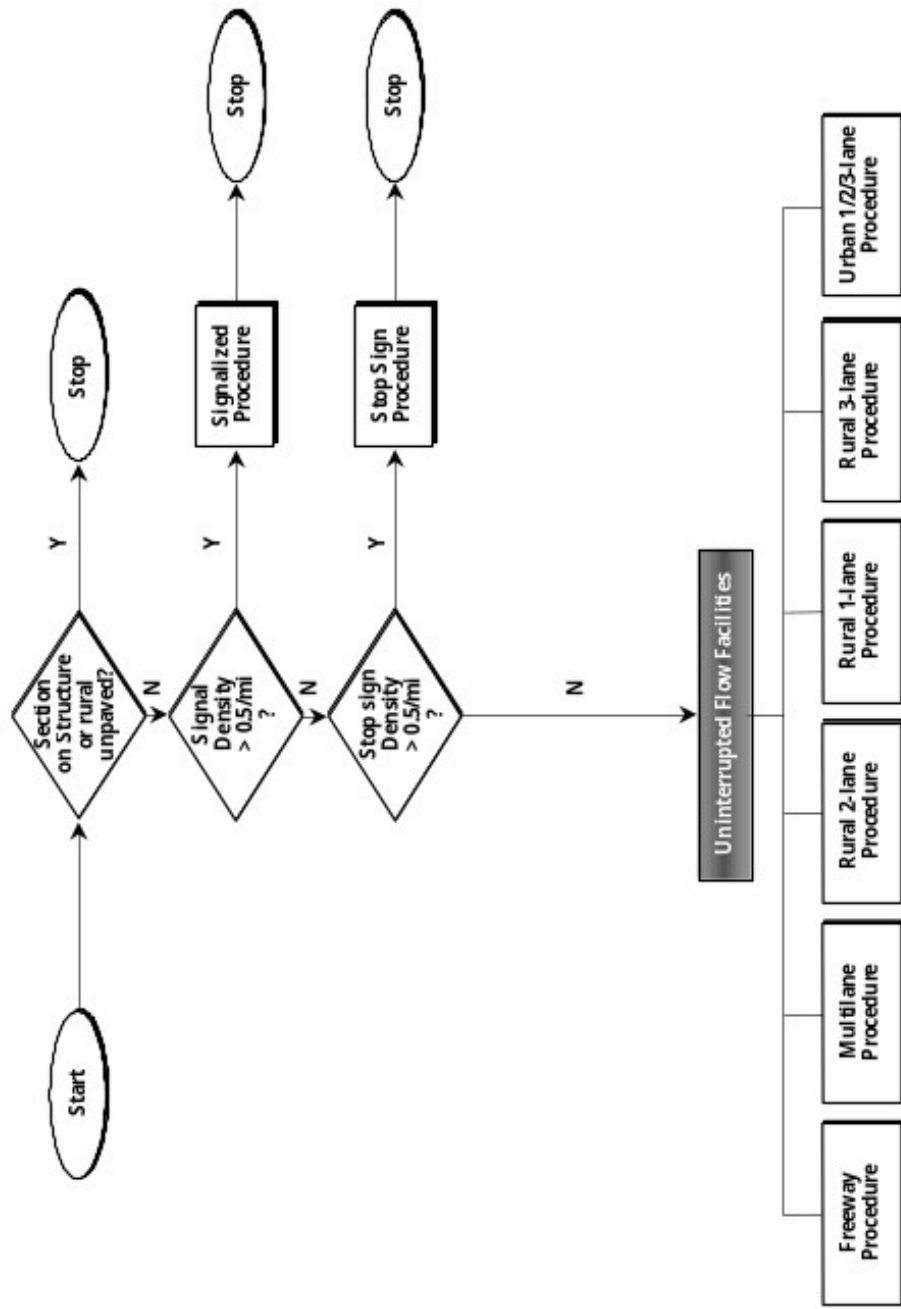 Start
Section
on Structure
or rural
unpaved?
Y
Stop
N
Signal
Density
> 0.5/mi
?
Y
Signalized
Procedure
Stop
N
Stop sign
Density
> 0.5/mi
?
Y
Stop Sign
Procedure
Stop
N
Uninterrupted Flow Facilities
Freeway
Procedure
Multilane
Procedure
Rural 2-lane
Procedure
Rural 1-lane
Procedure
Rural 3-lane
Procedure
Urban 1/2/3-lane
Procedure